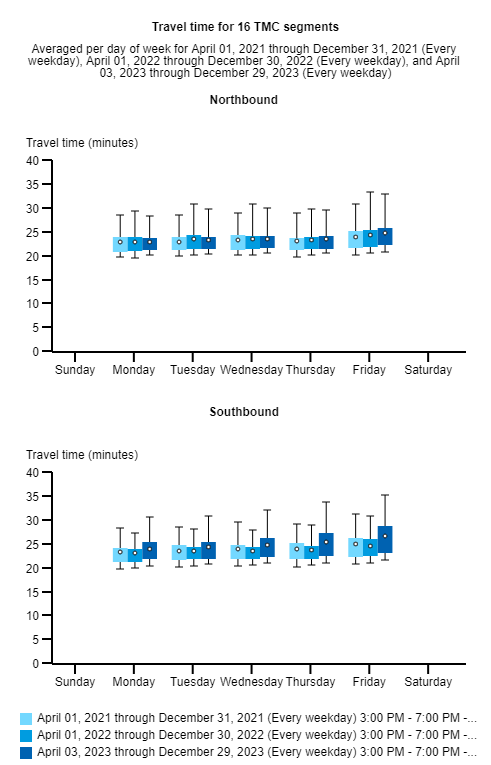 Travel time for 16 TMC segments
Averaged per day of week for April 01, 2021 through December 31, 2021 (Every
weekday), April 01, 2022 through December 30, 2022 (Every weekday), and April
03, 2023 through December 29, 2023 (Every weekday)
Northbound
Travel time (minutes)
40
35
30
25
20
15
10
5
0
Sunday Monday Tuesday Wednesday Thursday Friday Saturday
Southbound
Travel time (minutes)
40
35
30
25
20
15
10
5
0
Sunday Monday Tuesday Wednesday Thursday Friday Saturday
April 01, 2021 through December 31, 2021 (Every weekday) 3:00 PM - 7:00 PM -...
April 01, 2022 through December 30, 2022 (Every weekday) 3:00 PM - 7:00 PM -...
April 03, 2023 through December 29, 2023 (Every weekday) 3:00 PM - 7:00 PM -...